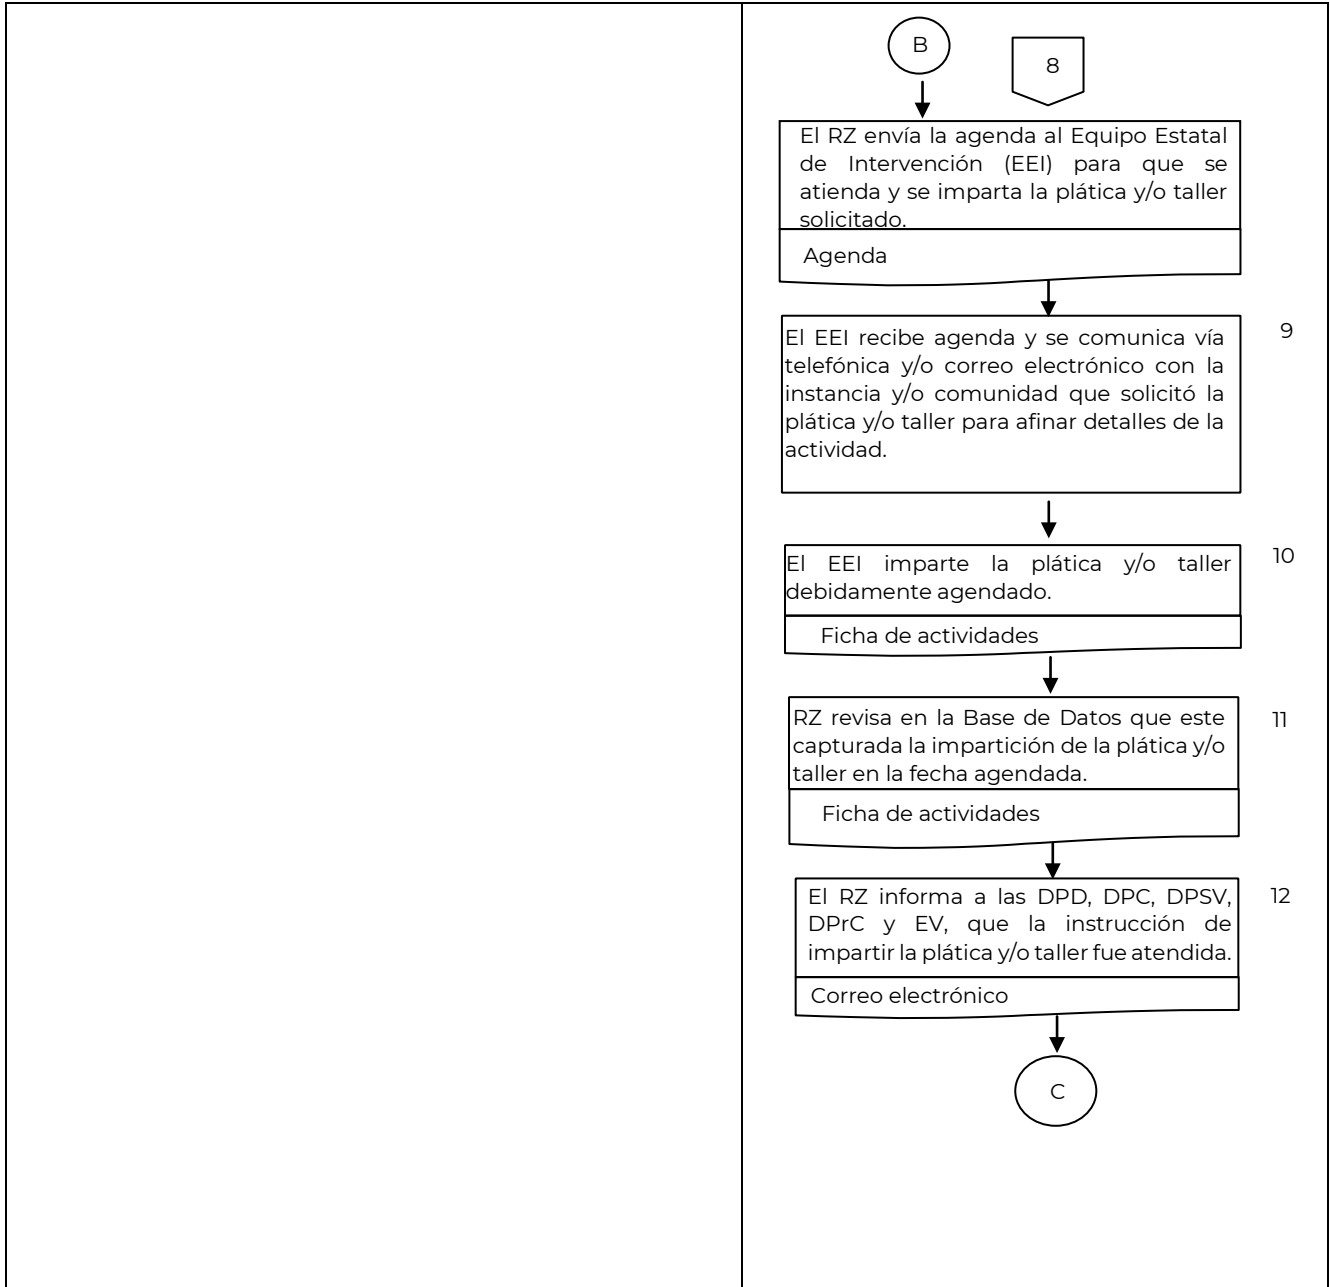 B
8
El RZ envía la agenda al Equipo Estatal
de Intervención (EEI) para que se
atienda y se imparta la plática y/o taller
solicitado.
Agenda
El EEI recibe agenda y se comunica vía
telefónica y/o correo electrónico con la
instancia y/o comunidad que solicitó la
plática y/o taller para afinar detalles de la
actividad.
9
El EEI imparte la plática y/o taller
debidamente agendado.
10
Ficha de actividades
RZ revisa en la Base de Datos que este
capturada la impartición de la plática y/o
taller en la fecha agendada.
11
Ficha de actividades
El RZ informa a las DPD, DPC, DPSV,
DPrC y EV, que la instrucción de
impartir la plática y/o taller fue atendida.
12
Correo electrónico
C